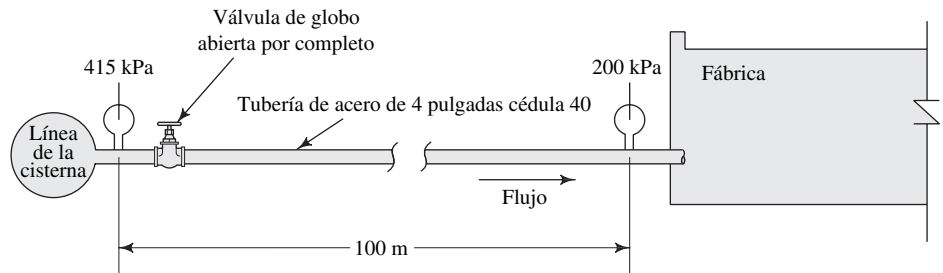 Válvula de globo
abierta por completo
415 kPa
200 kPa
Fábrica
Tubería de acero de 4 pulgadas cédula 40
Línea
de la
cisterna
Flujo
100 m